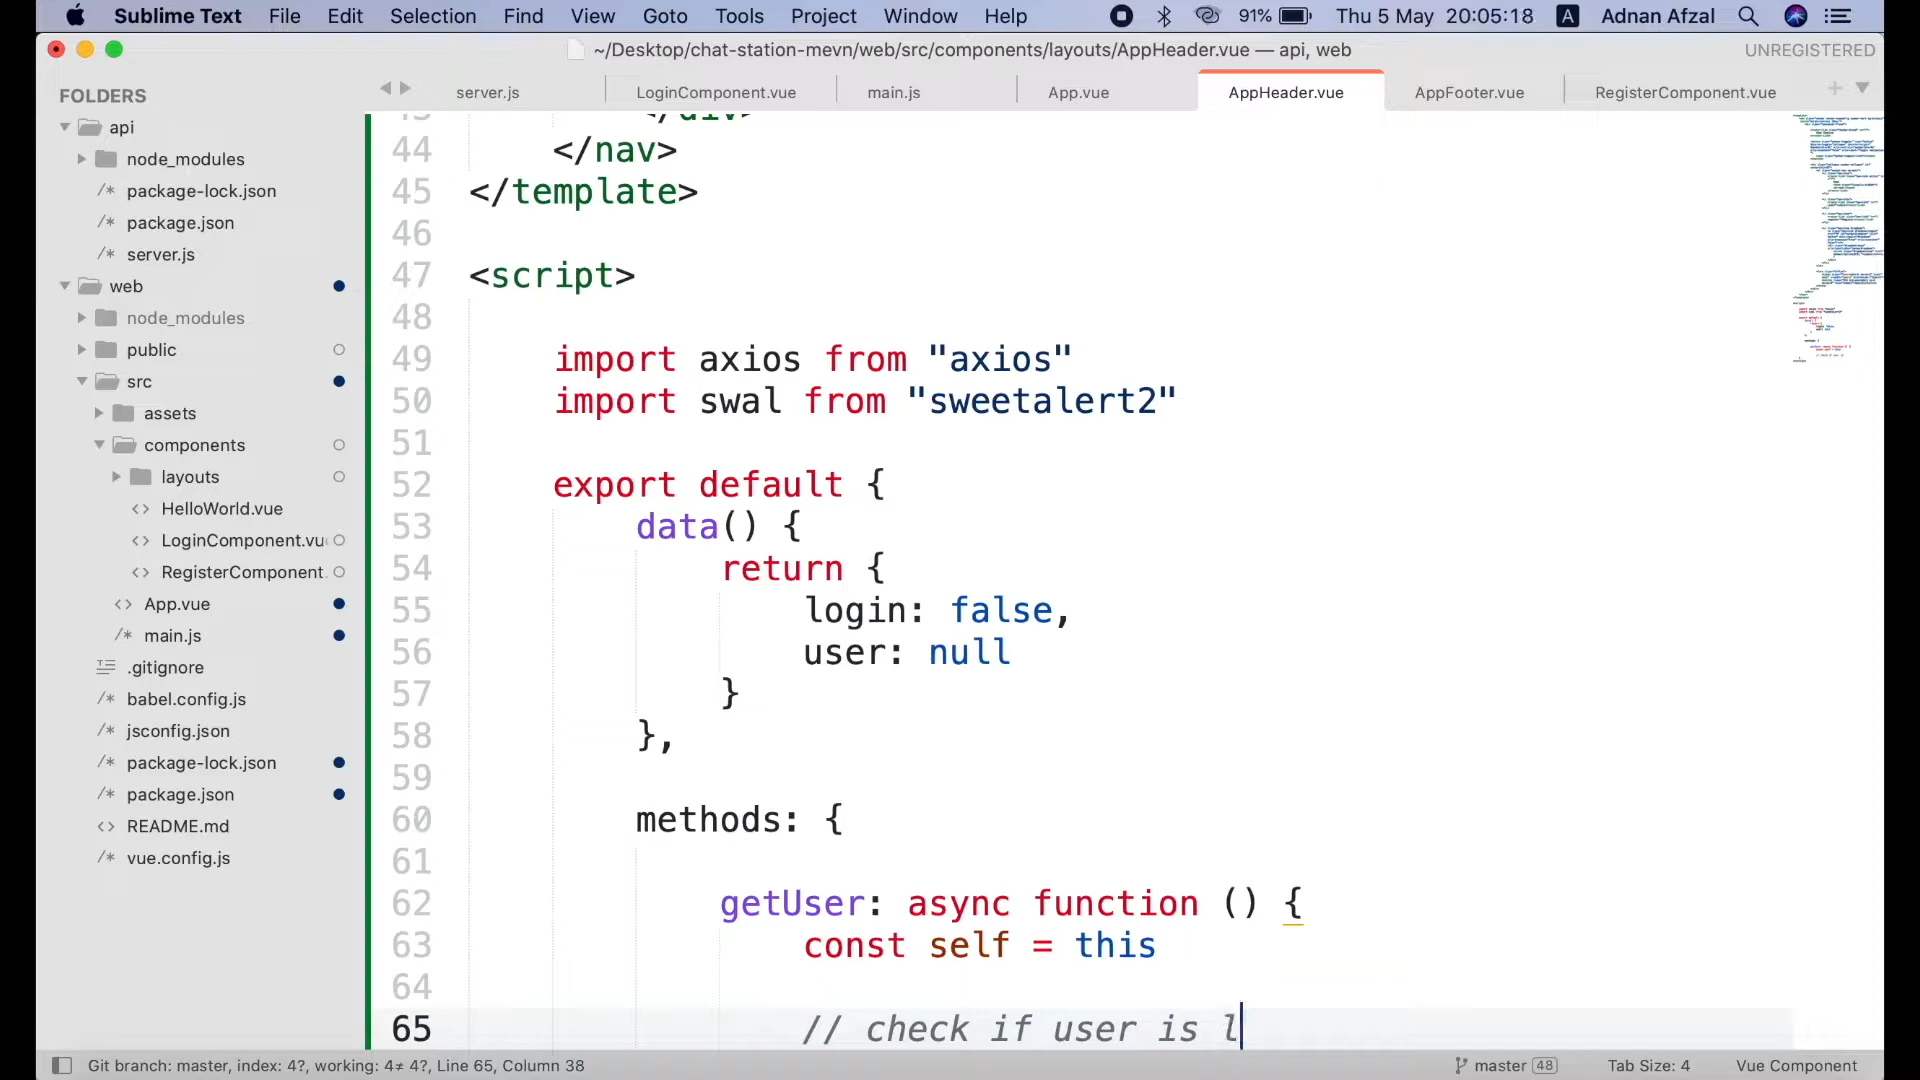 Sublime Text File Edit Selection Find View Goto Tools Project Window Help 91% Thu 5 May 20:05:18 A Adnan Afzal
~/Desktop/chat-station-mevn/web/src/components/layouts/AppHeader.vue — api, web UNREGISTERED
server.js LoginComponent.vue main.js App.vue AppHeader.vue AppFooter.vue RegisterComponent.vue
FOLDERS
api
node_modules
/* package-lock.json
/* package.json
/* server.js
web
node_modules
public
src
assets
components
layouts
<> HelloWorld.vue
<> LoginComponent.vu
<> RegisterComponent.
<> App.vue
/* main.js
.gitignore
/* babel.config.js
/* jsconfig.json
/* package-lock.json
/* package.json
<> README.md
/* vue.config.js
43 </div>
44 </nav>
45 </template>
46
47 <script>
48
49 import axios from "axios"
50 import swal from "sweetalert2"
51
52 export default {
53 data() {
54 return {
55 login: false,
56 user: null
57 }
58 },
59
60 methods: {
61
62 getUser: async function () {
63 const self = this
64
65 // check if user is l
Git branch: master, index: 4?, working: 4≠ 4?, Line 65, Column 38 master 48 Tab Size: 4 Vue Component